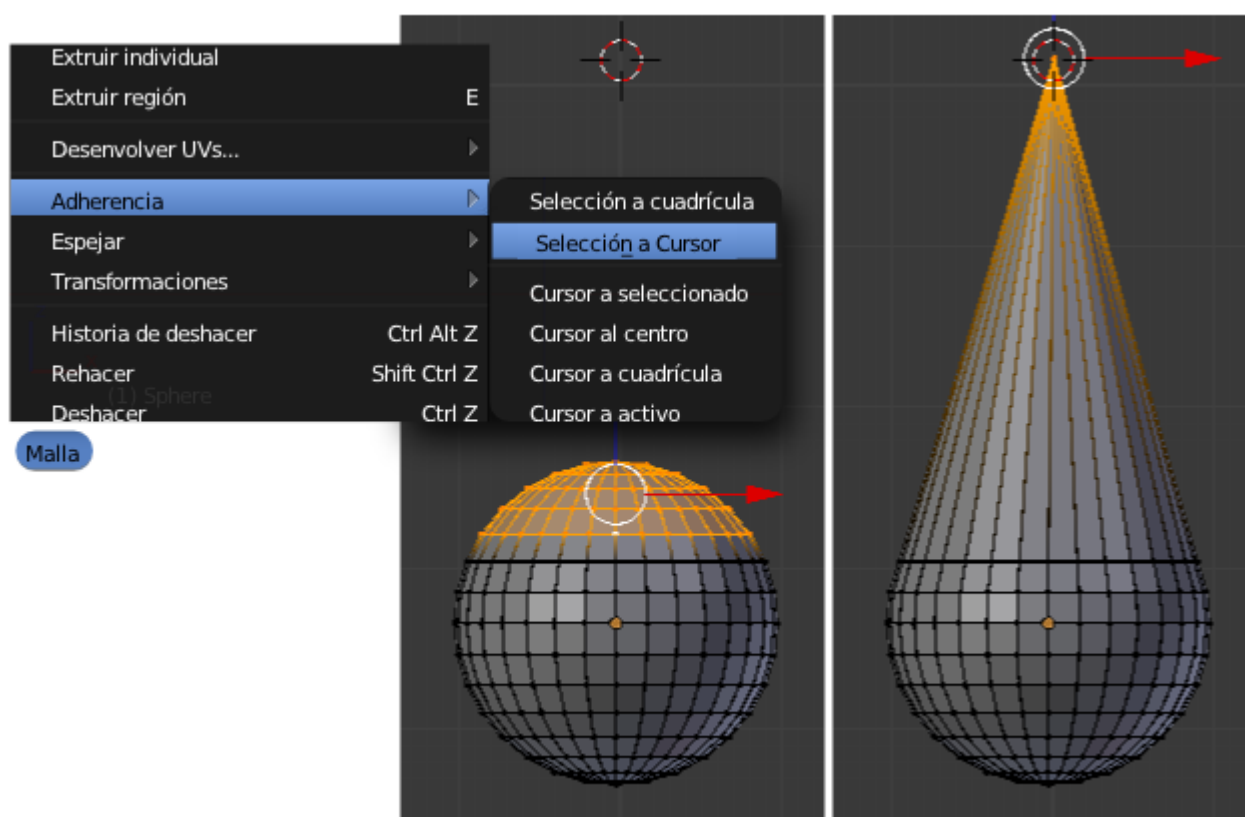 Extruir individual
Extruir región E
Desenvolver UVs...
Adherencia
Espejar
Transformaciones
Historia de deshacer Ctrl Alt Z
Rehacer Shift Ctrl Z
(1) Sphere
Deshacer Ctrl Z
Malla
Selección a cuadrícula
Selección a Cursor
Cursor a seleccionado
Cursor al centro
Cursor a cuadrícula
Cursor a activo